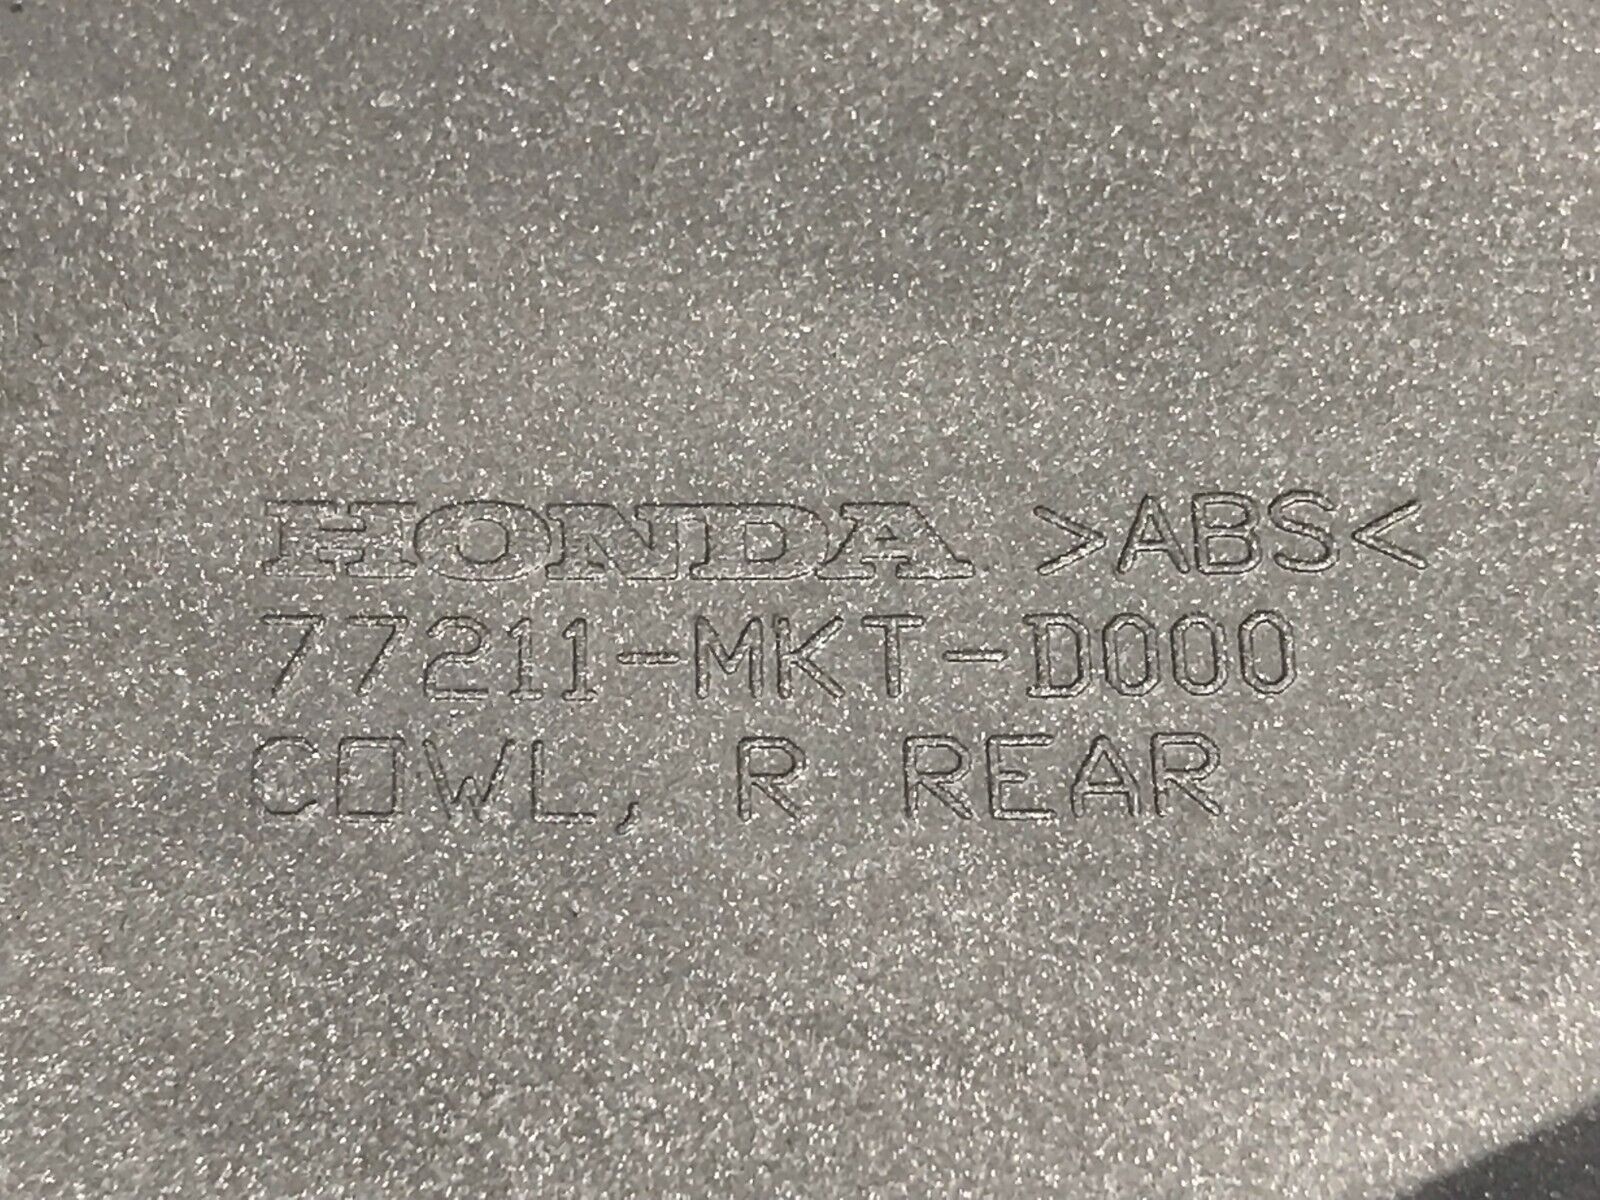 HONDA >ABS<
77211-MKT-D000
COWL, R REAR